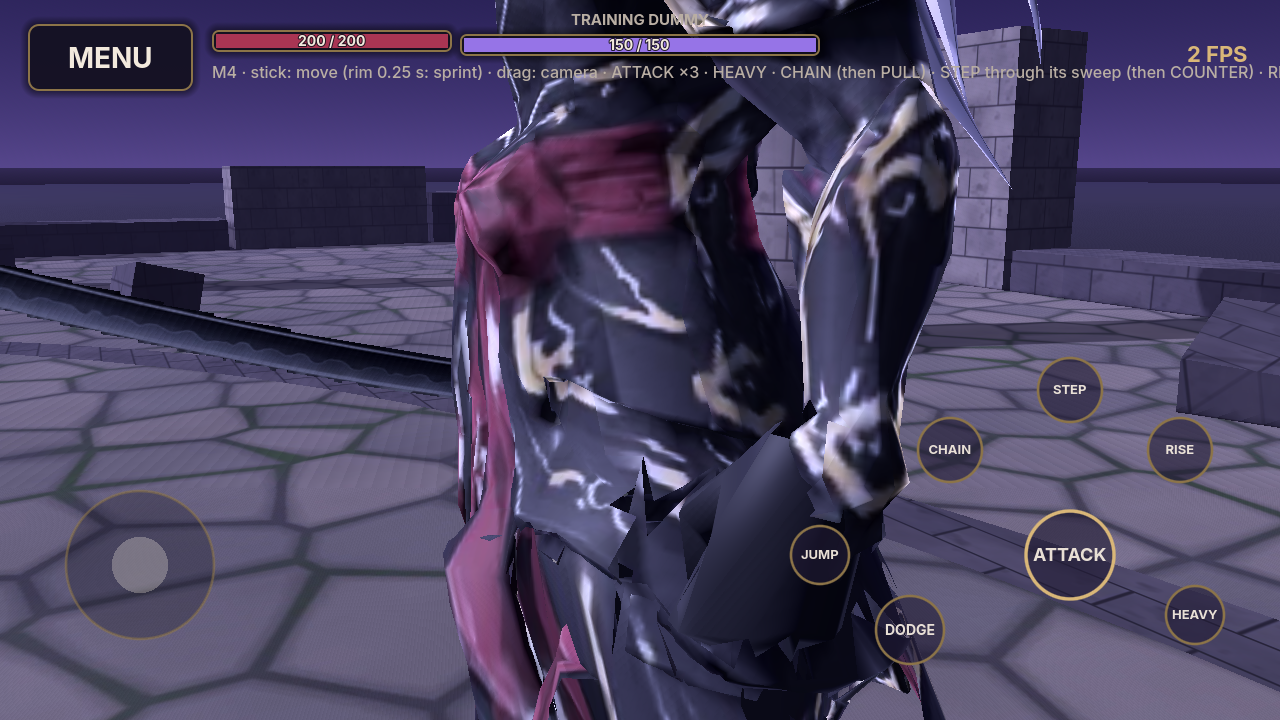 TRAINING DUMMY
MENU
200 / 200
150 / 150
2 FPS
M4 · stick: move (rim 0.25 s: sprint) · drag: camera · ATTACK ×3 · HEAVY · CHAIN (then PULL) · STEP through its sweep (then COUNTER) ·
STEP
CHAIN
RISE
JUMP
ATTACK
DODGE
HEAVY